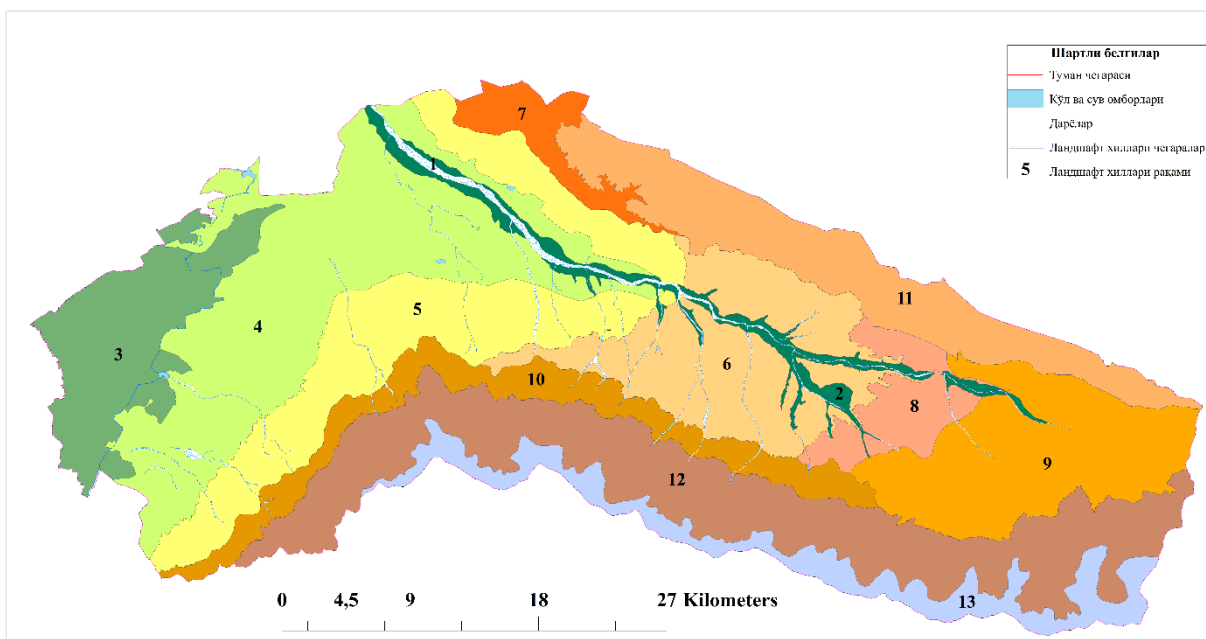 Шартли белгилар
Туман чегараси
Кўл ва сув омборлари
Дарёлар
Ландшафт хиллари чегаралар
5 Ландшафт хиллари рақами
7
1
11
3
4
5
6
10
2
8
9
12
13
0 4,5 9 18 27 Kilometers